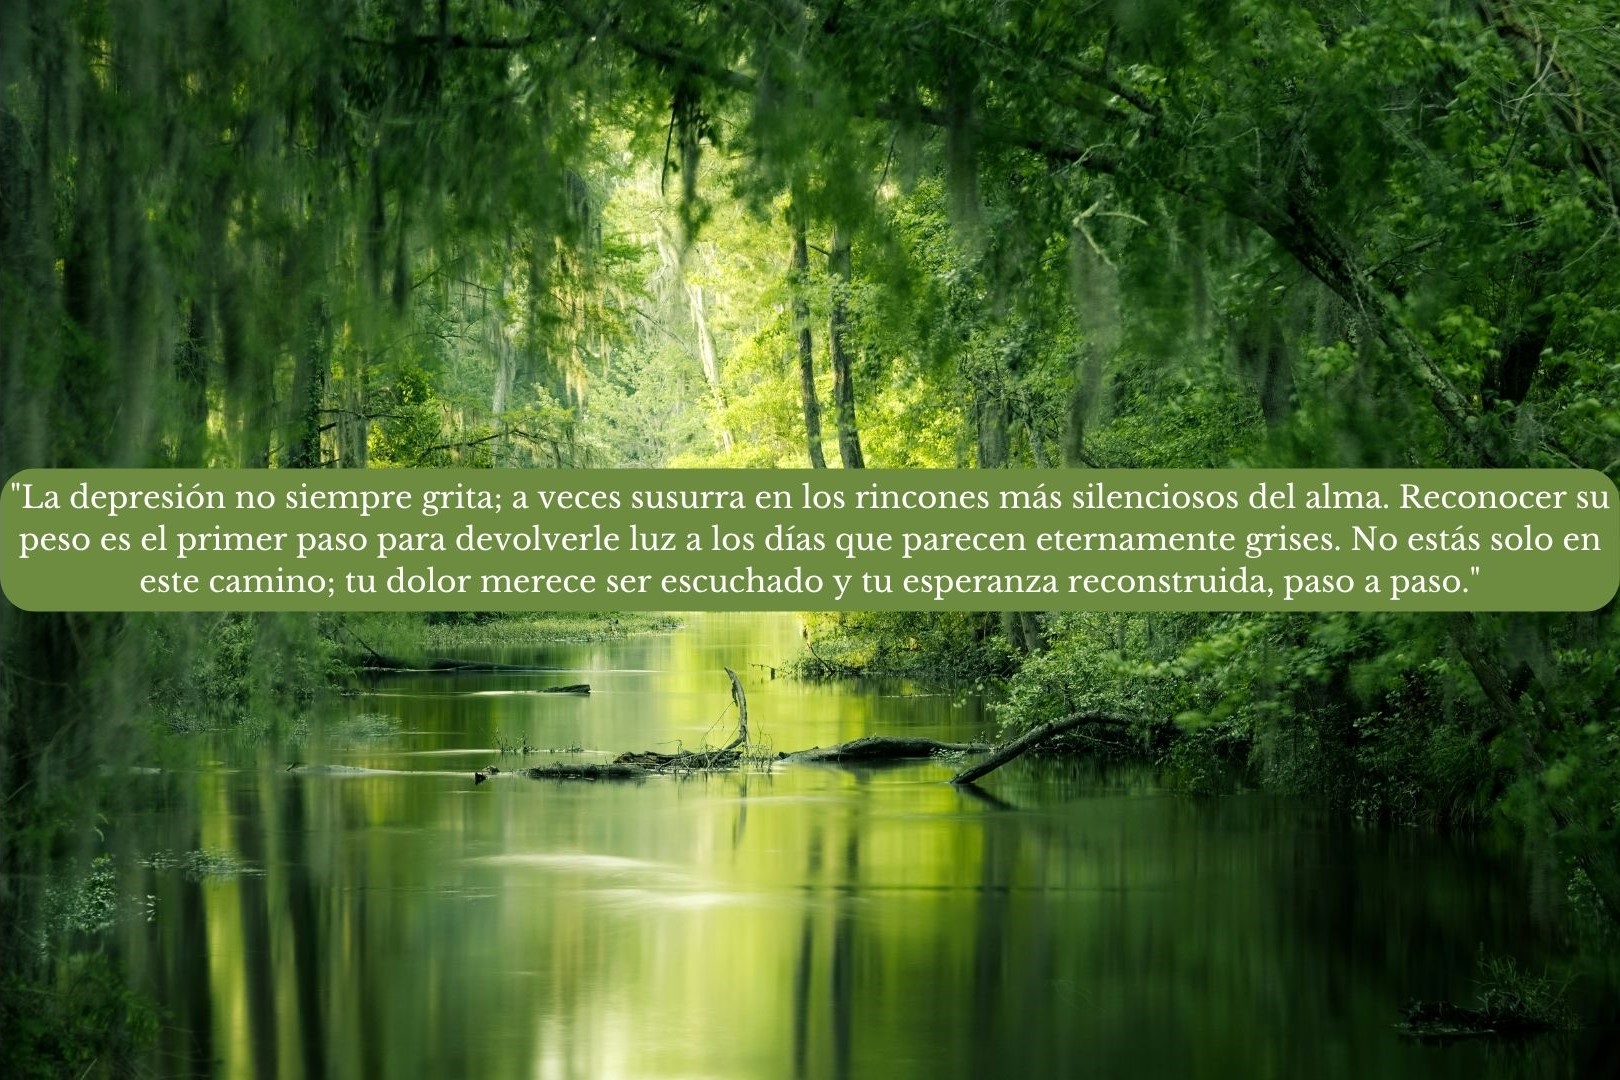 "La depresión no siempre grita; a veces susurra en los rincones más silenciosos del alma. Reconocer su
peso es el primer paso para devolverle luz a los días que parecen eternamente grises. No estás solo en
este camino; tu dolor merece ser escuchado y tu esperanza reconstruida, paso a paso."